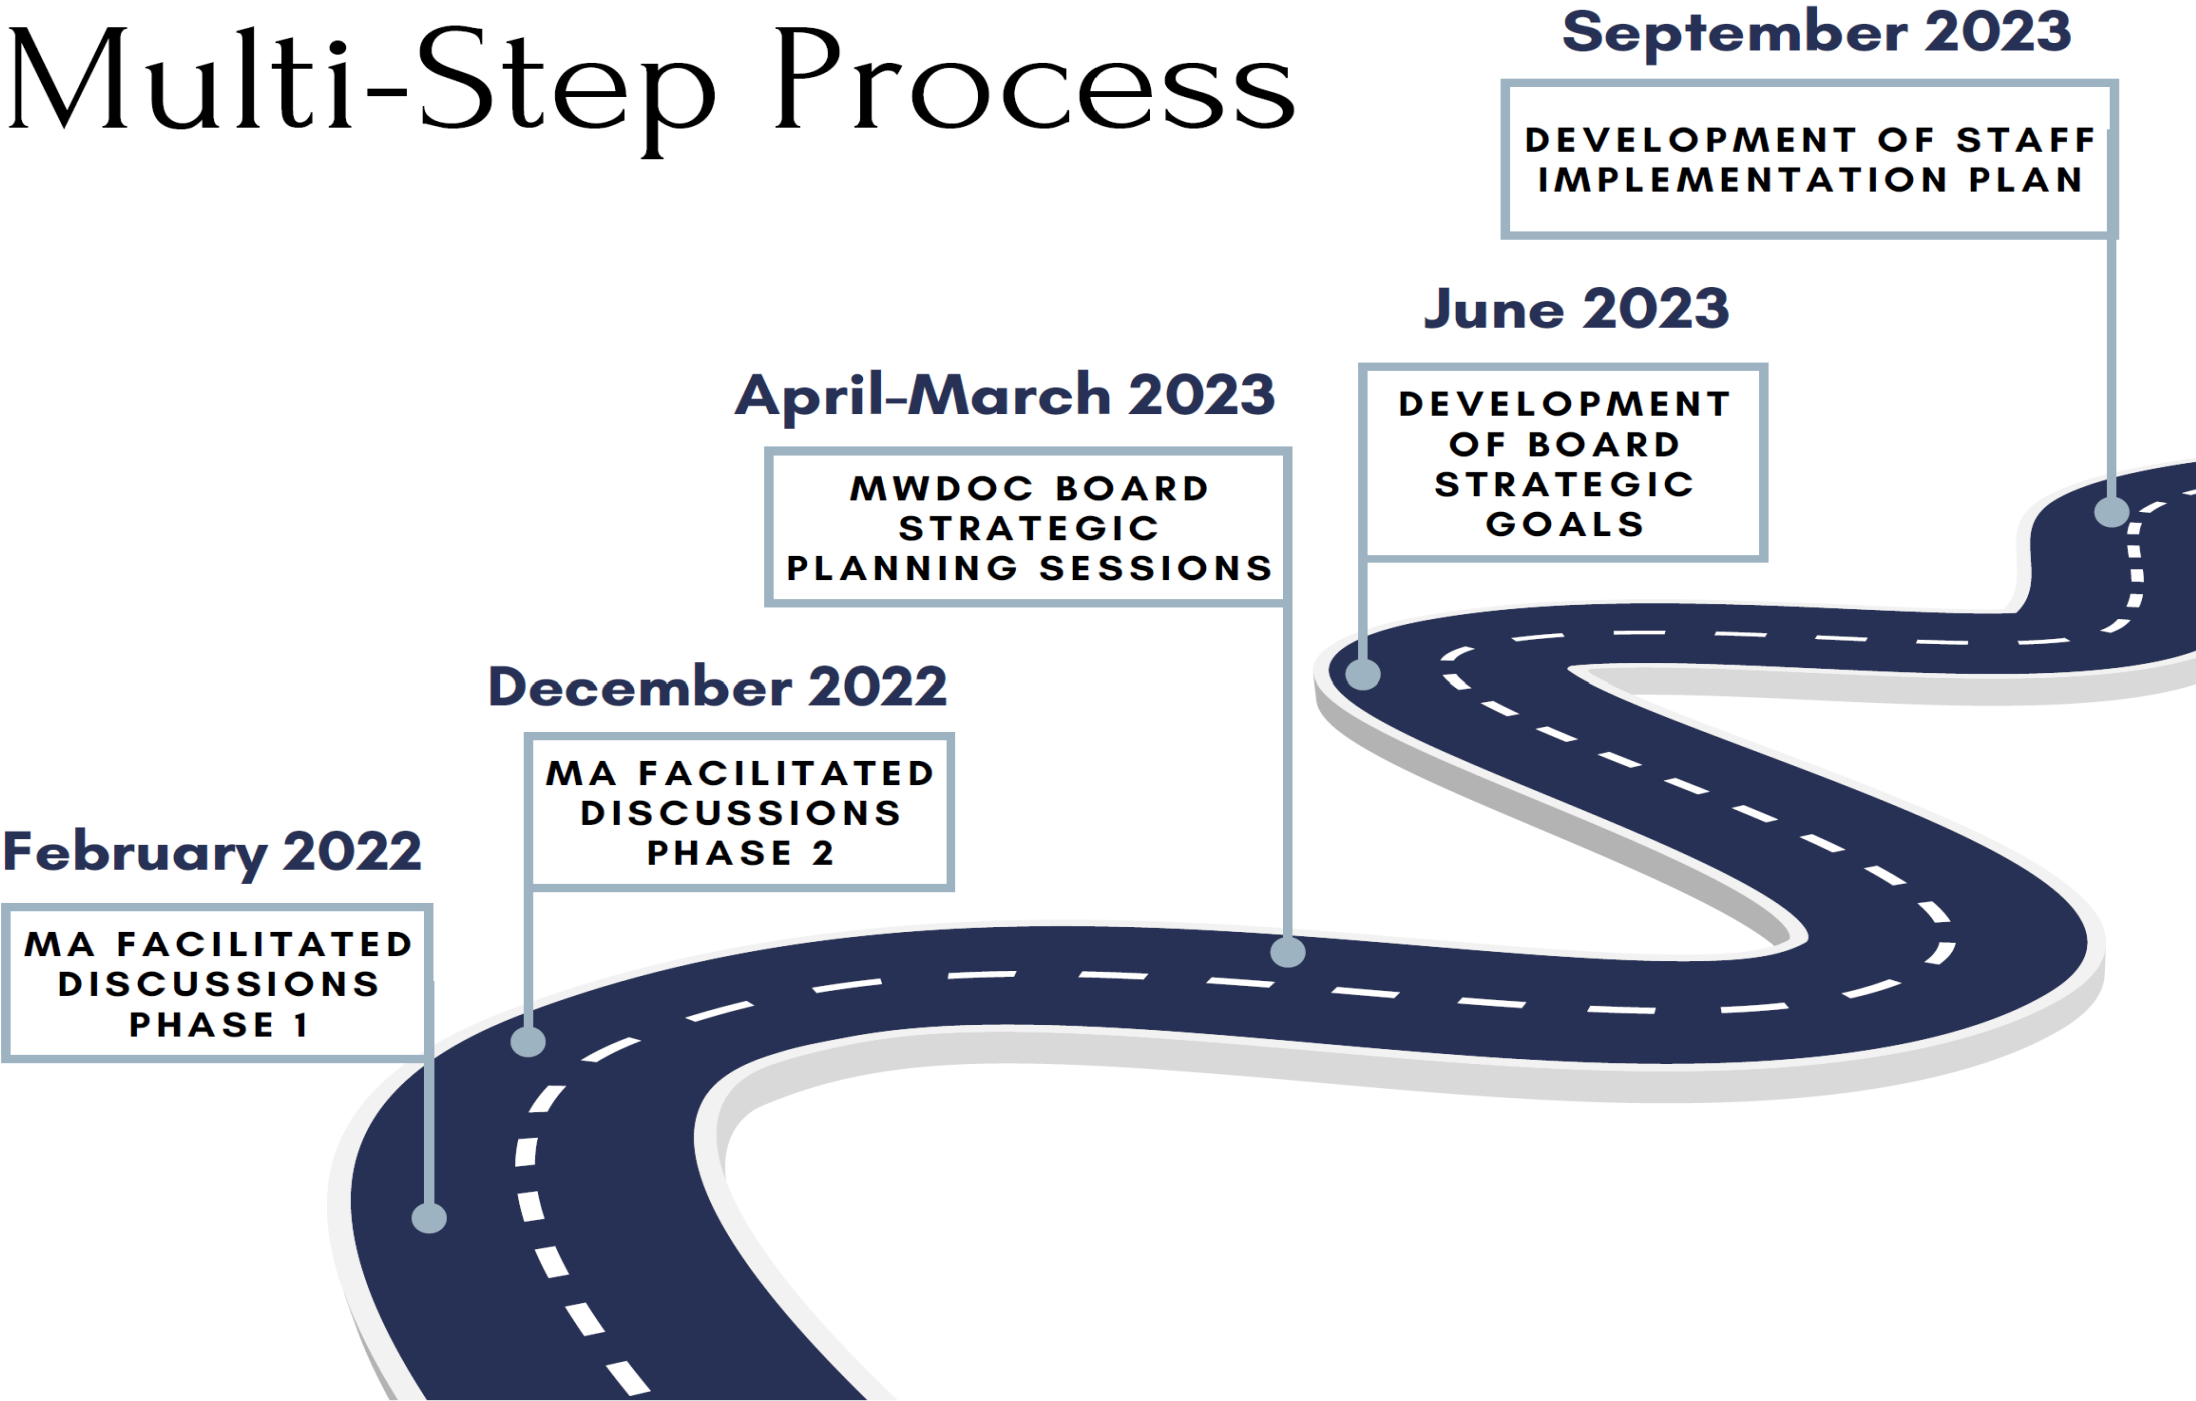 Multi-Step Process
September 2023
DEVELOPMENT OF STAFF
IMPLEMENTATION PLAN
June 2023
DEVELOPMENT
OF BOARD
STRATEGIC
GOALS
April-March 2023
MWDOC BOARD
STRATEGIC
PLANNING SESSIONS
December 2022
MA FACILITATED
DISCUSSIONS
PHASE 2
February 2022
MA FACILITATED
DISCUSSIONS
PHASE 1